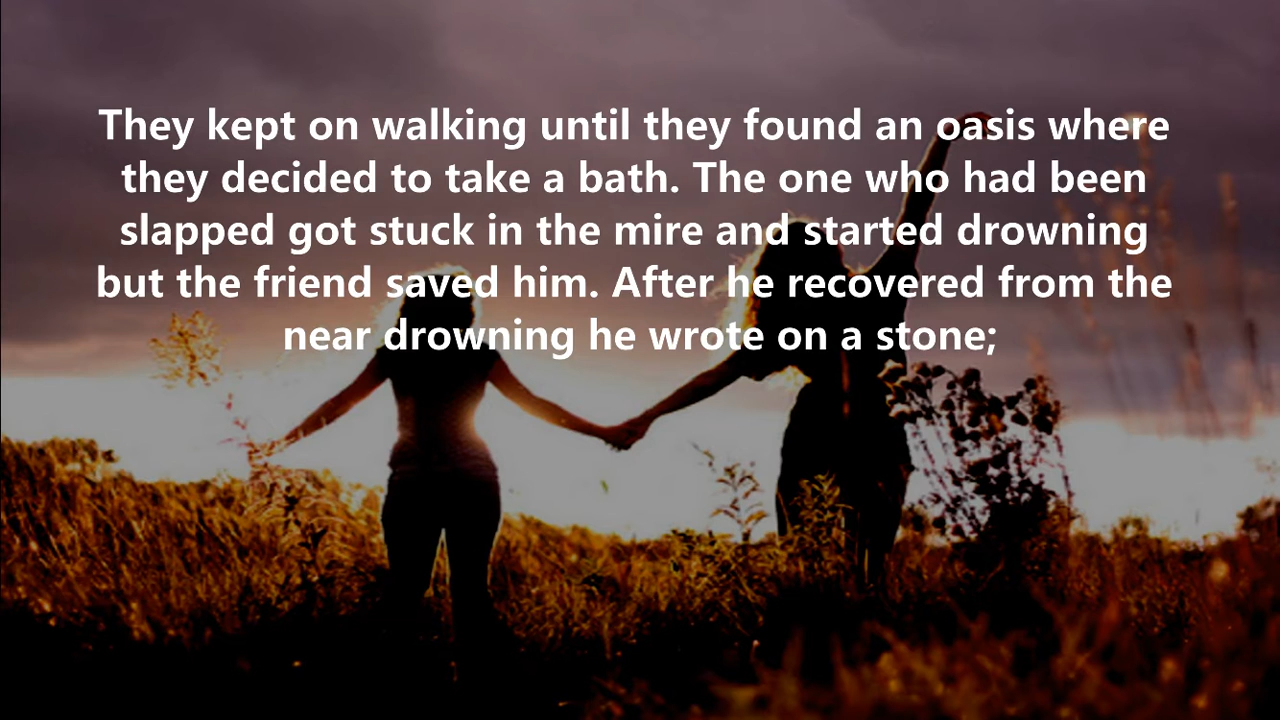 They kept on walking until they found an oasis where
they decided to take a bath. The one who had been
slapped got stuck in the mire and started drowning
but the friend saved him. After he recovered from the
near drowning he wrote on a stone;